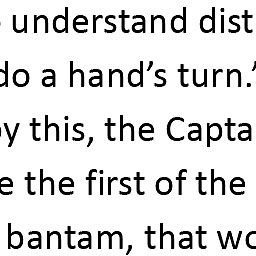 understand dist
do a hand’s turn.’
by this, the Capta
e the first of the
bantam, that wo